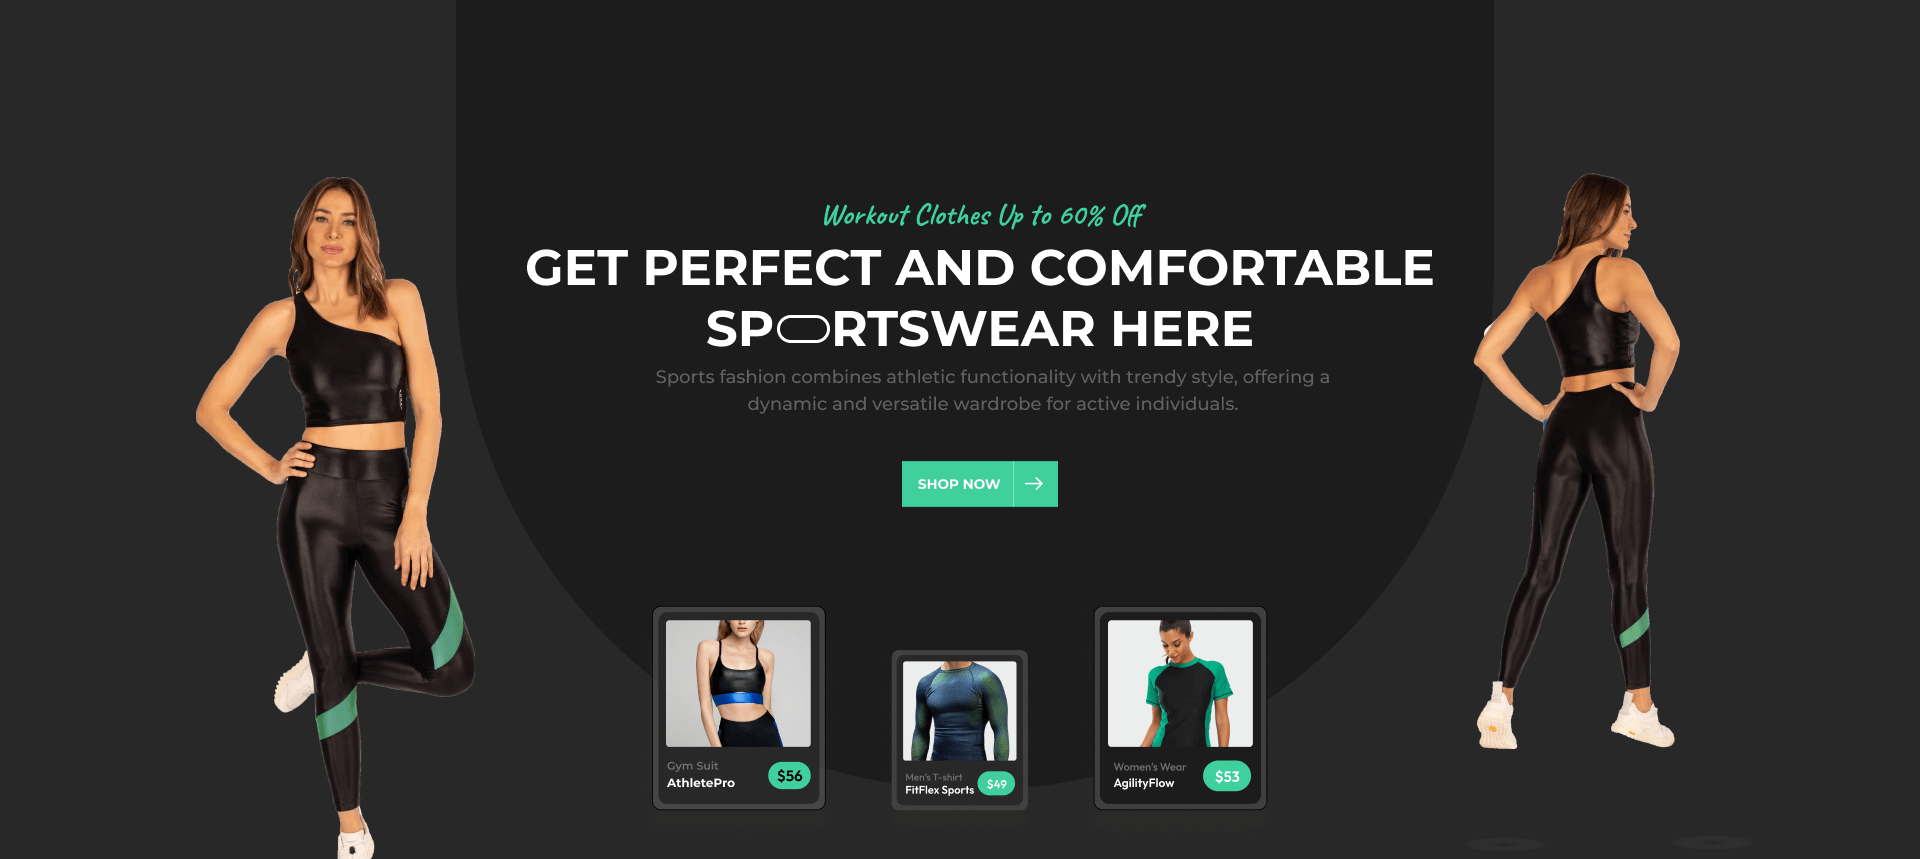 Workout Clothes Up to 60% Off
GET PERFECT AND COMFORTABLE
SPORTSWEAR HERE
Sports fashion combines athletic functionality with trendy style, offering a
dynamic and versatile wardrobe for active individuals.
SHOP NOW
Gym Suit
AthletePro
$56
Men's T-shirt
FitFlex Sports
$49
Women's Wear
AgilityFlow
$53